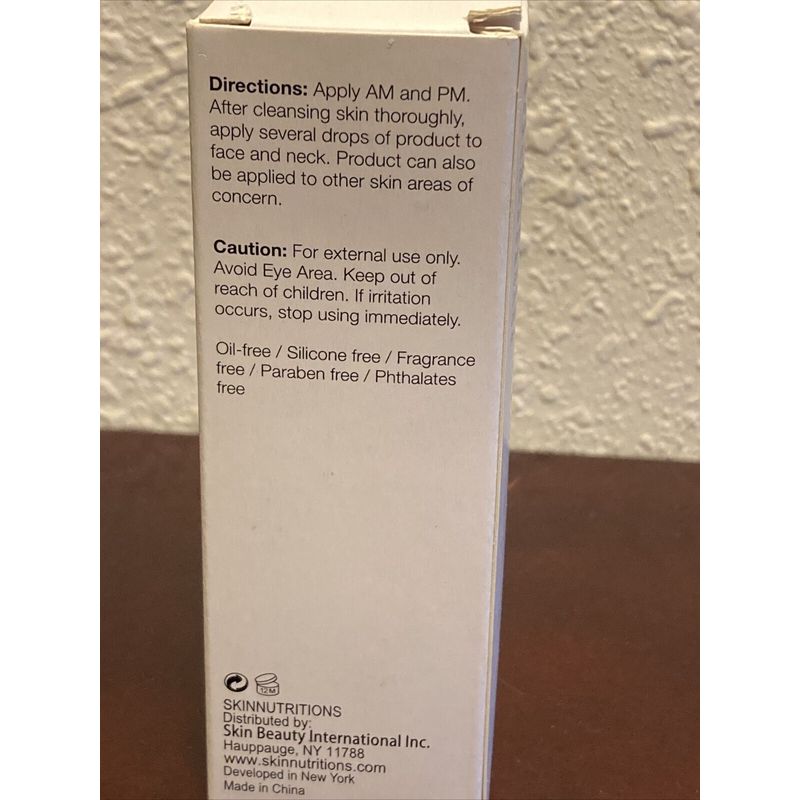 Directions: Apply AM and PM.
After cleansing skin thoroughly,
apply several drops of product to
face and neck. Product can also
be applied to other skin areas of
concern.
Caution: For external use only.
Avoid Eye Area. Keep out of
reach of children. If irritation
occurs, stop using immediately.
Oil-free / Silicone free / Fragrance
free / Paraben free / Phthalates
free
12M
SKINNUTRITIONS
Distributed by:
Skin Beauty International Inc.
Hauppauge, NY 11788
www.skinnutritions.com
Developed in New York
Made in China